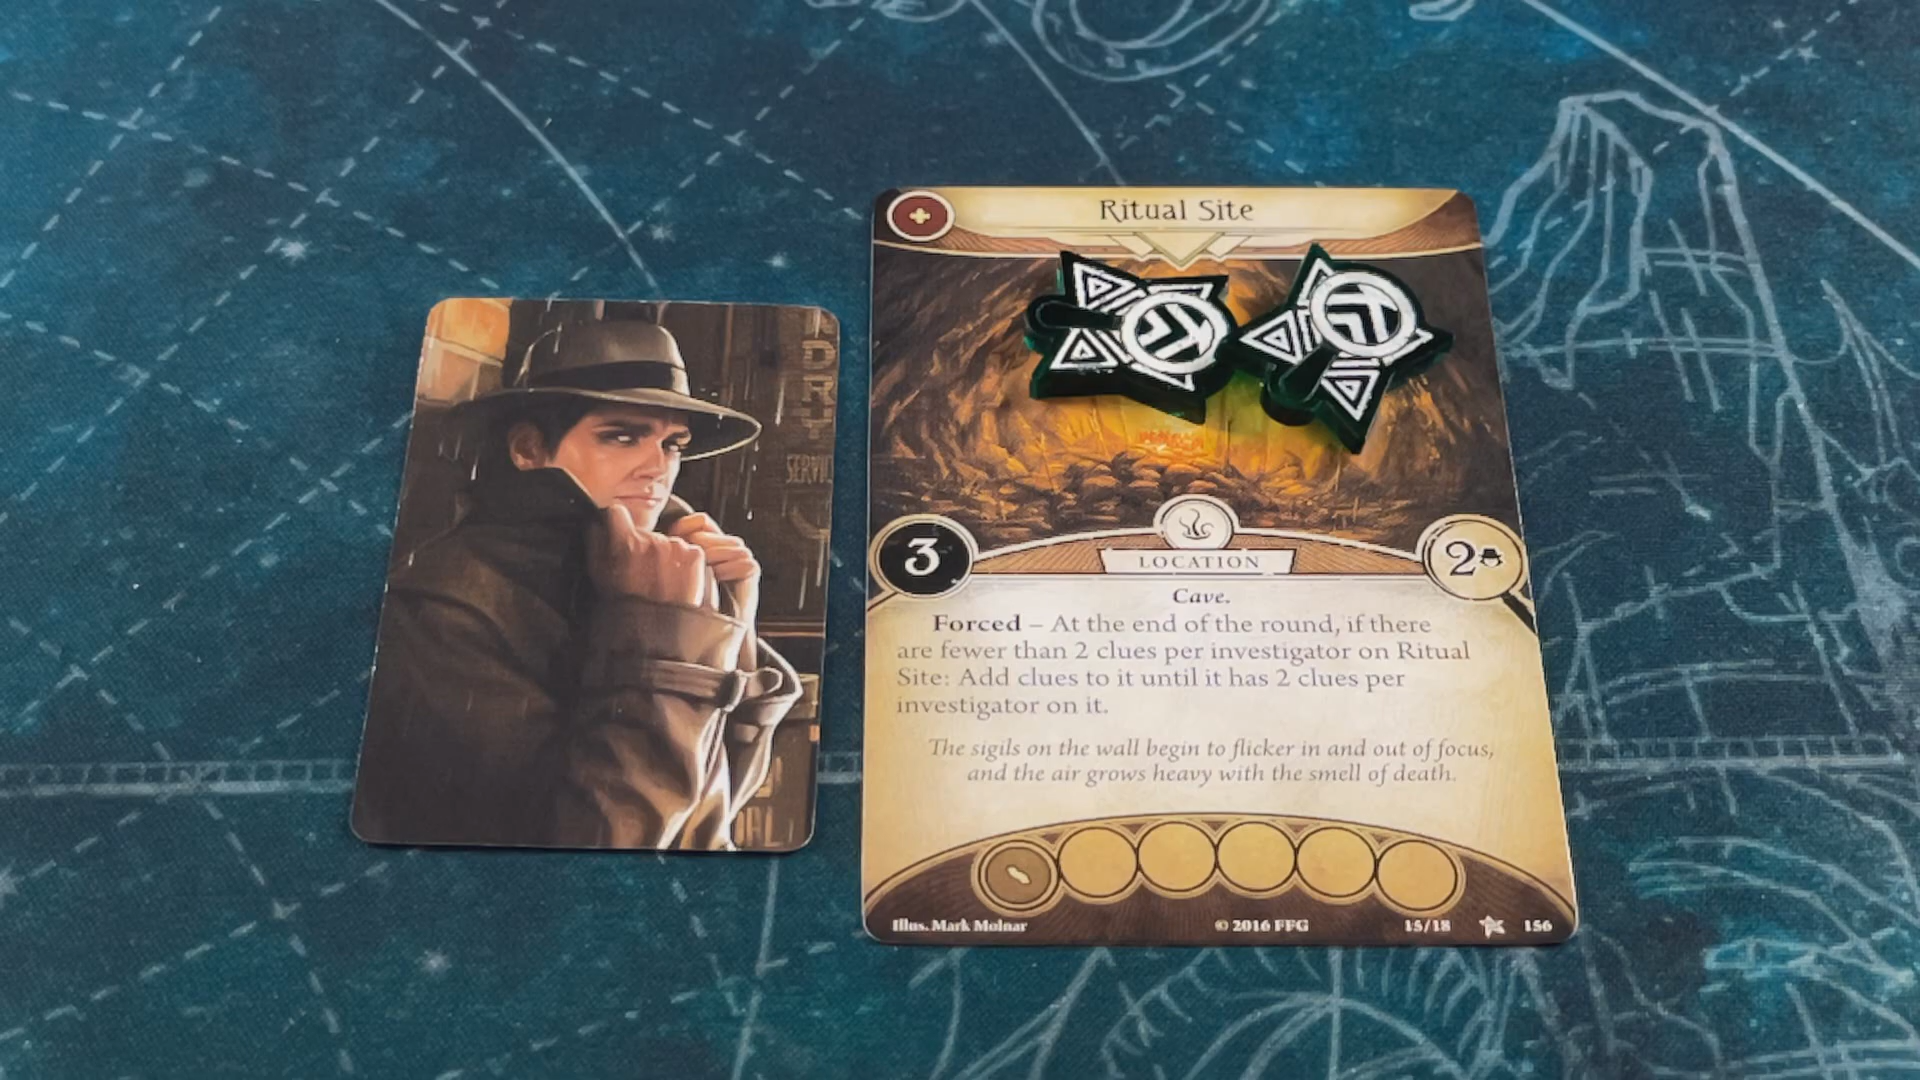 Ritual Site
3
LOCATION
2
Cave.
Forced – At the end of the round, if there
are fewer than 2 clues per investigator on Ritual
Site: Add clues to it until it has 2 clues per
investigator on it.
The sigils on the wall begin to flicker in and out of focus,
and the air grows heavy with the smell of death.
Illus. Mark Molnar
© 2016 FFG
15/18
156
DRY
SERVIC